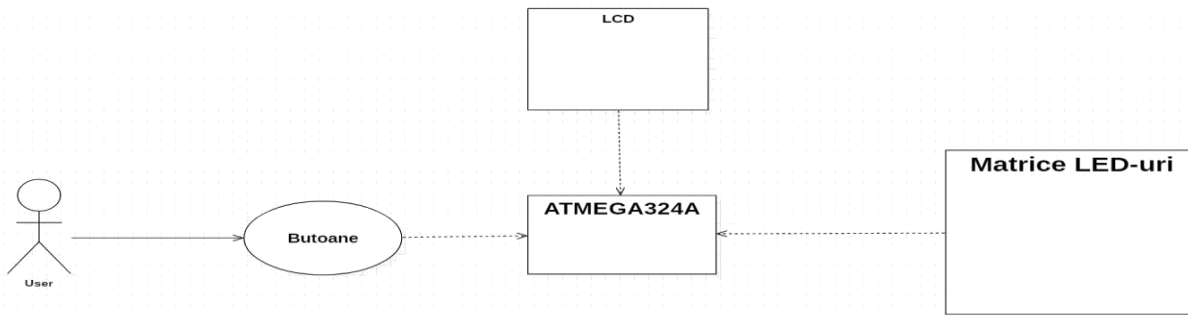 LCD
Matrice LED-uri
ATMEGA324A
Butoane
User